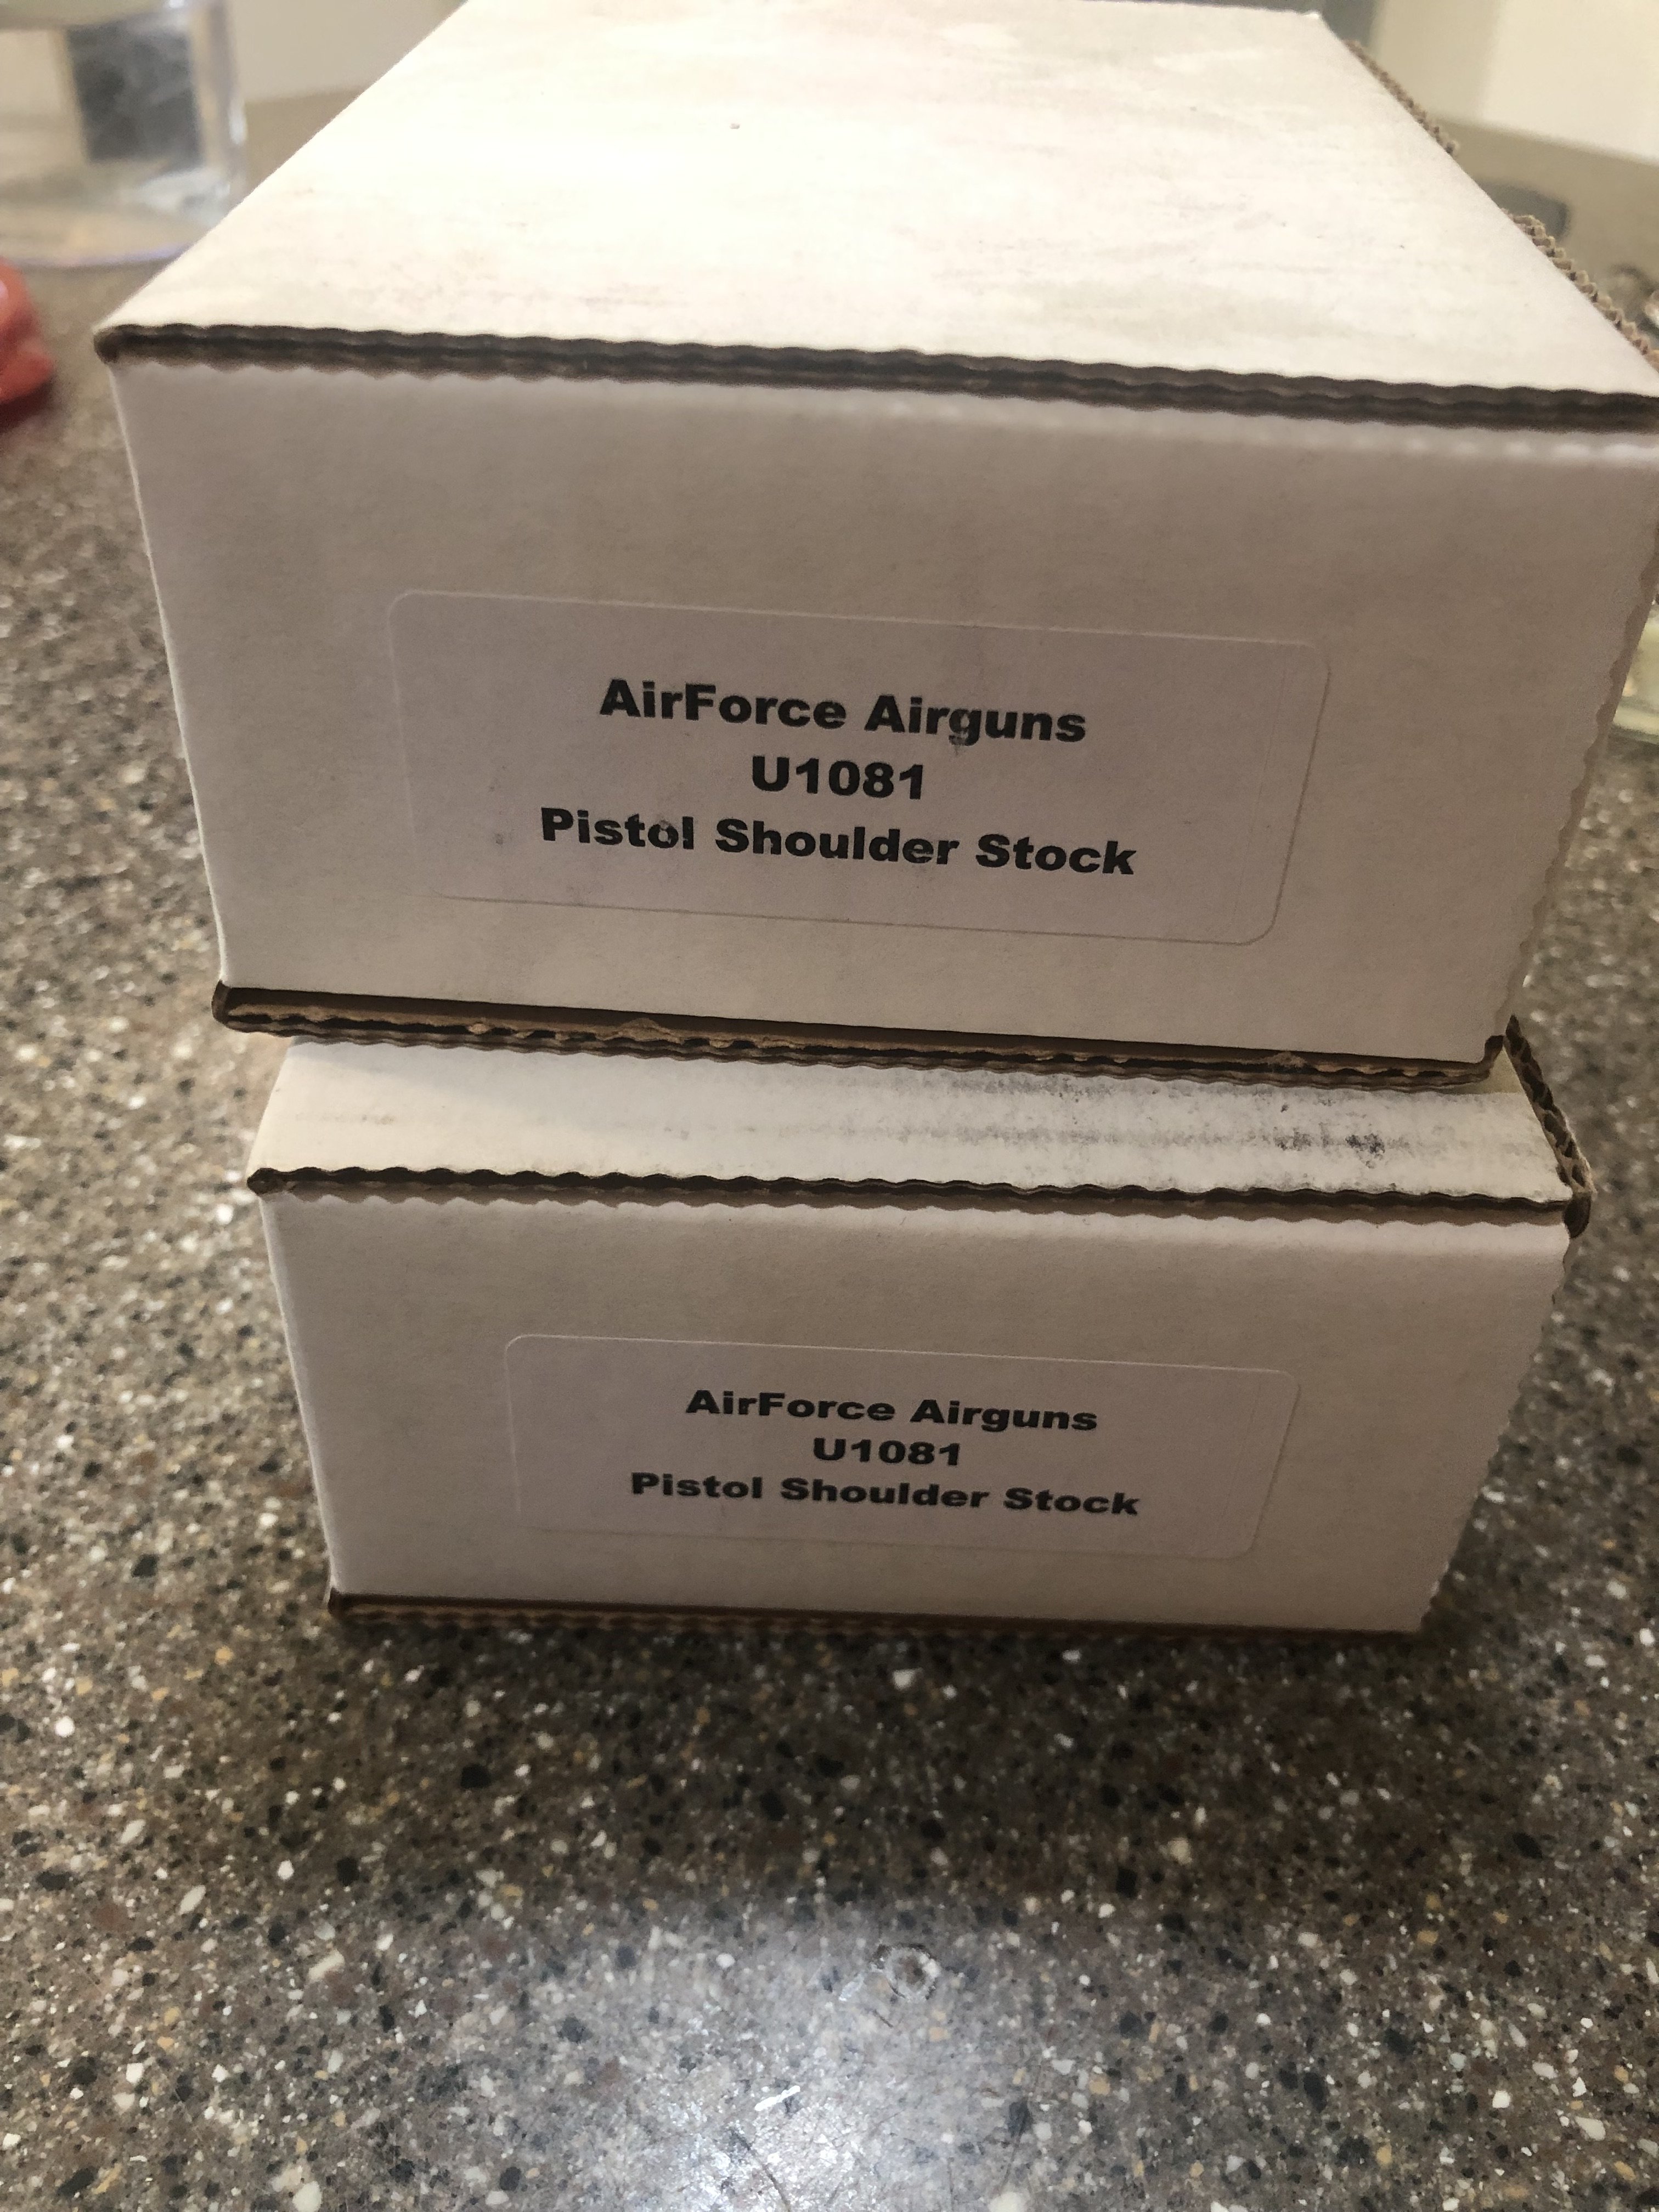 AirForce Airguns
U1081
Pistol Shoulder Stock
AirForce Airguns
U1081
Pistol Shoulder Stock